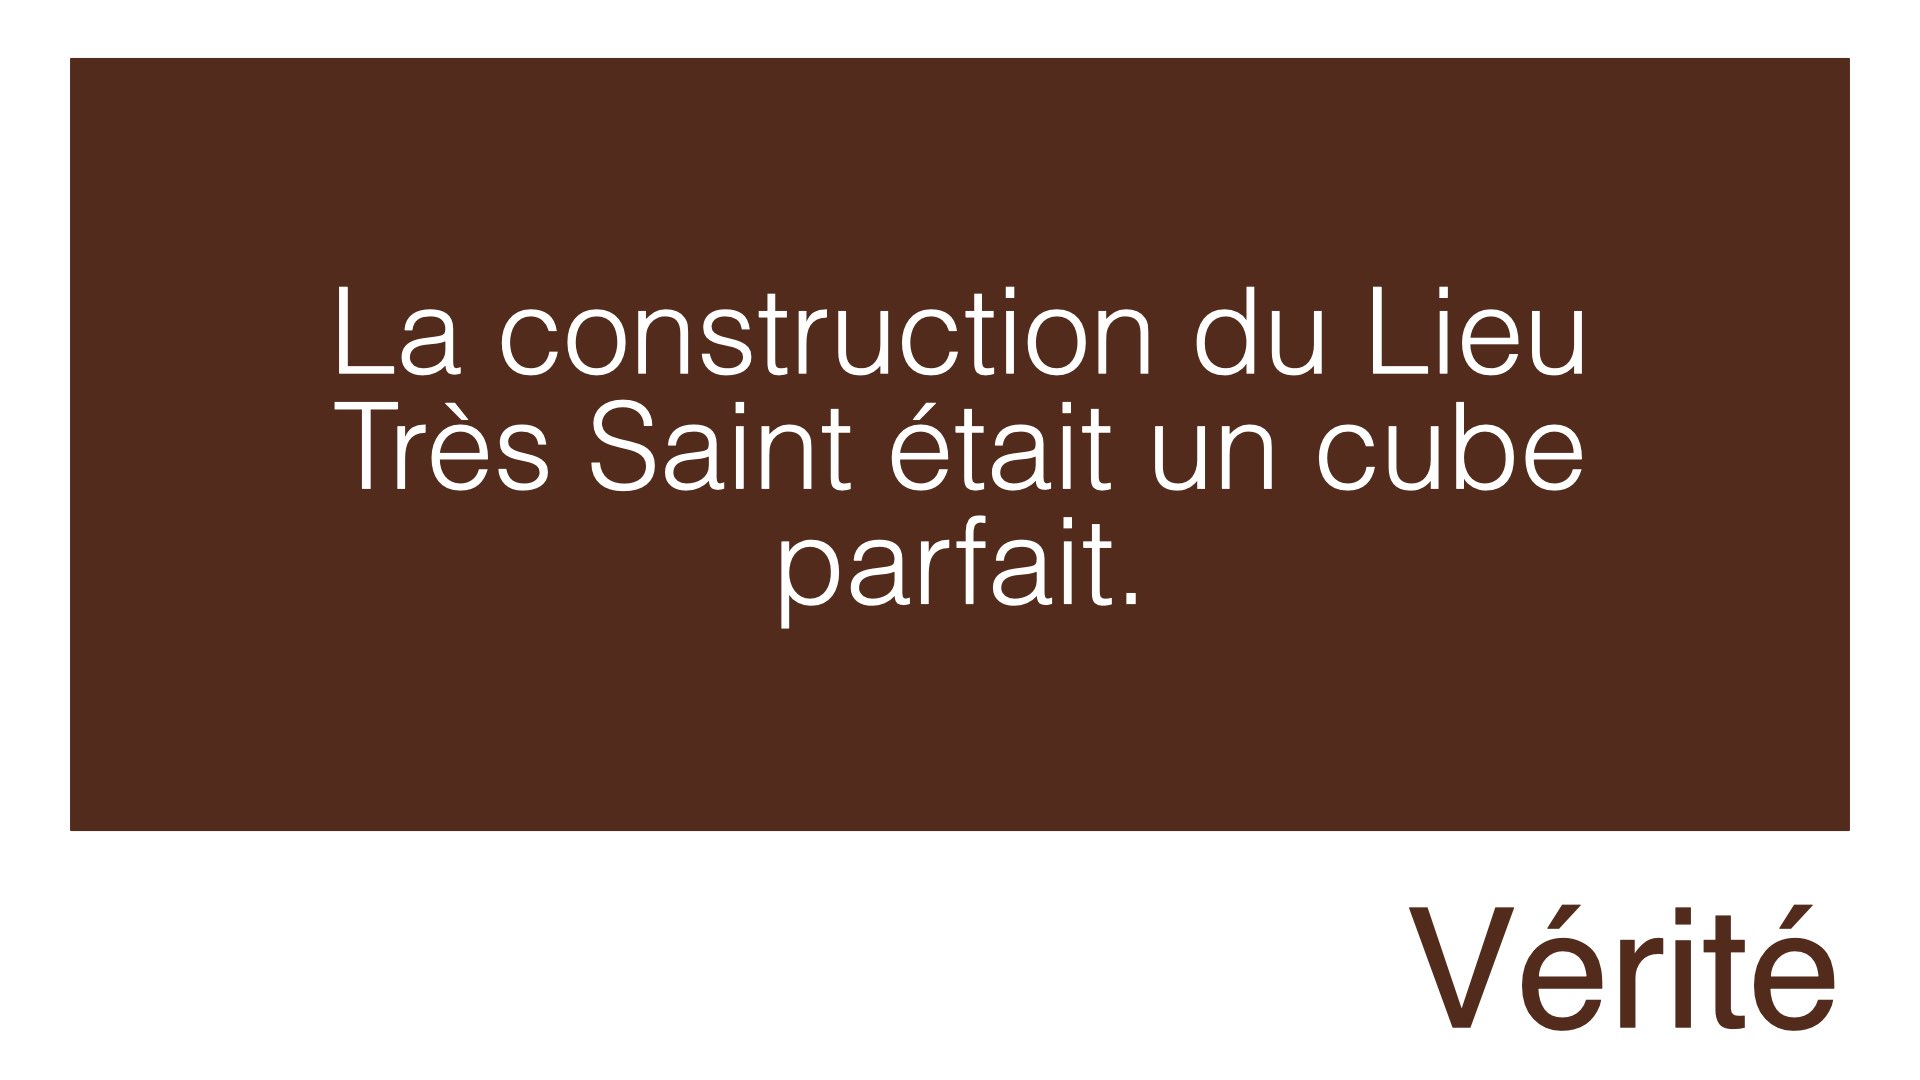 La construction du Lieu
Très Saint était un cube
parfait.
Vérité